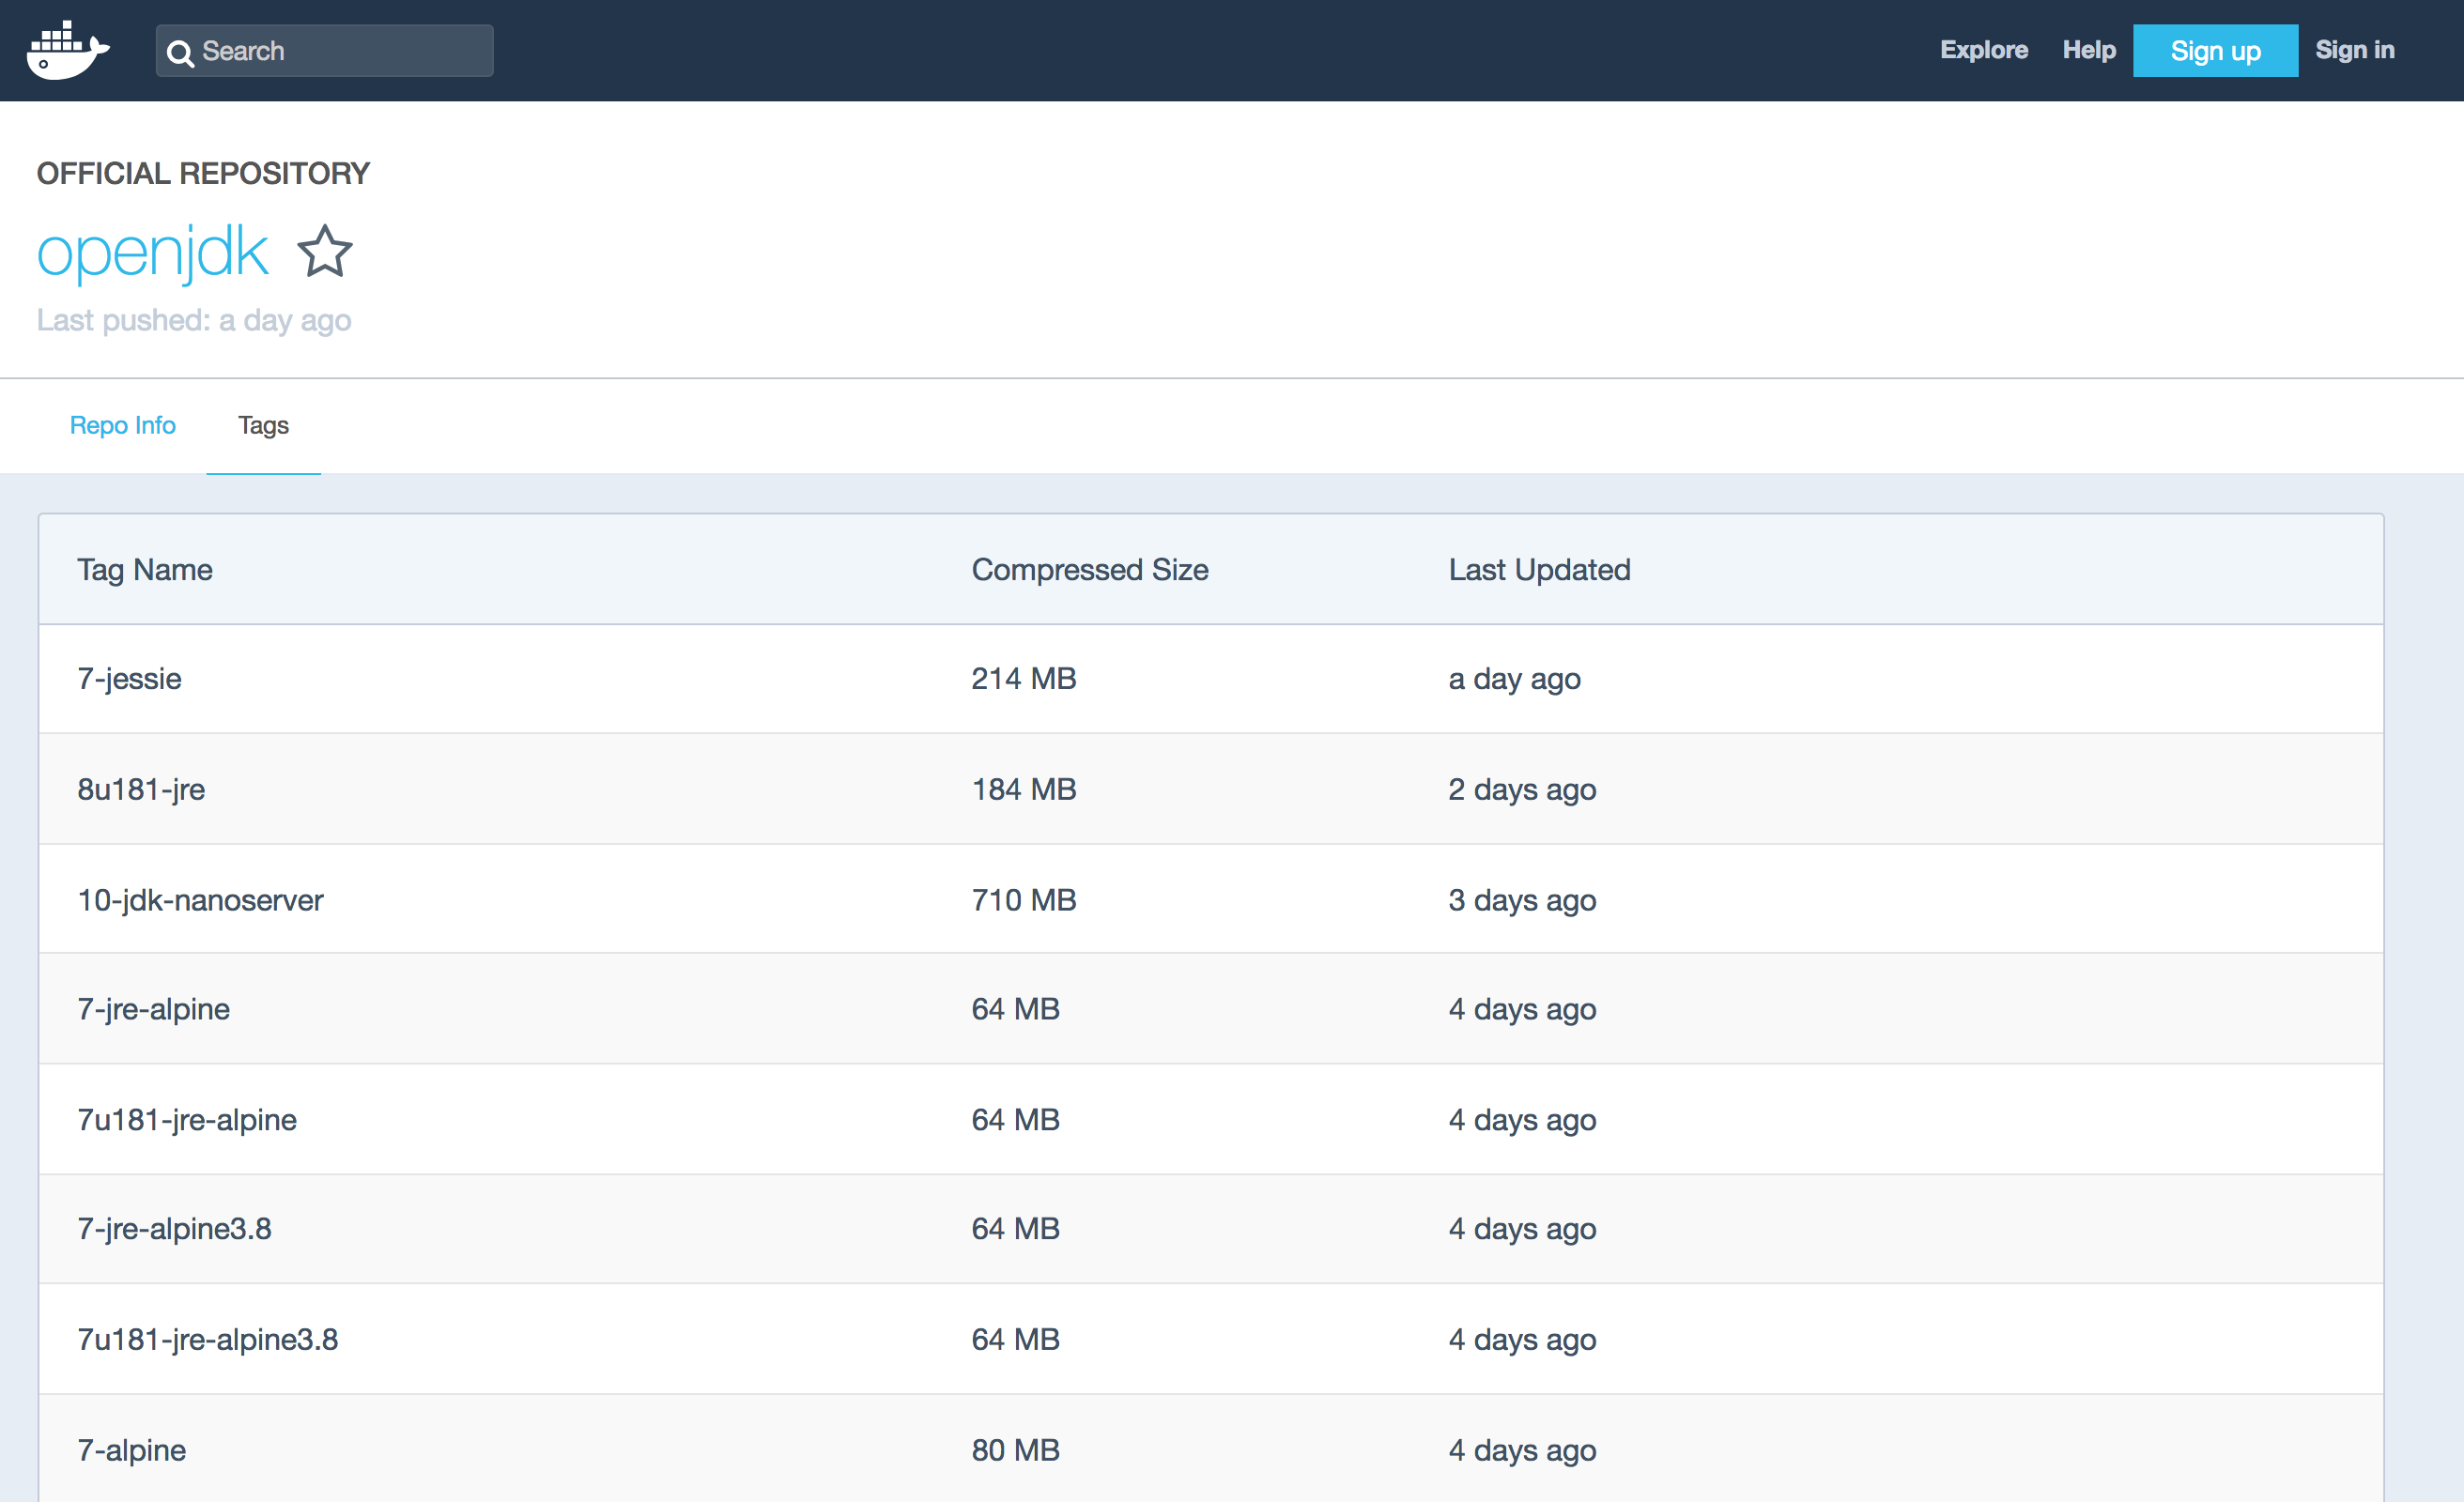 Search Explore Help Sign up Sign in
OFFICIAL REPOSITORY
openjdk
Last pushed: a day ago
Repo Info Tags
Tag Name Compressed Size Last Updated
7-jessie 214 MB a day ago
8u181-jre 184 MB 2 days ago
10-jdk-nanoserver 710 MB 3 days ago
7-jre-alpine 64 MB 4 days ago
7u181-jre-alpine 64 MB 4 days ago
7-jre-alpine3.8 64 MB 4 days ago
7u181-jre-alpine3.8 64 MB 4 days ago
7-alpine 80 MB 4 days ago